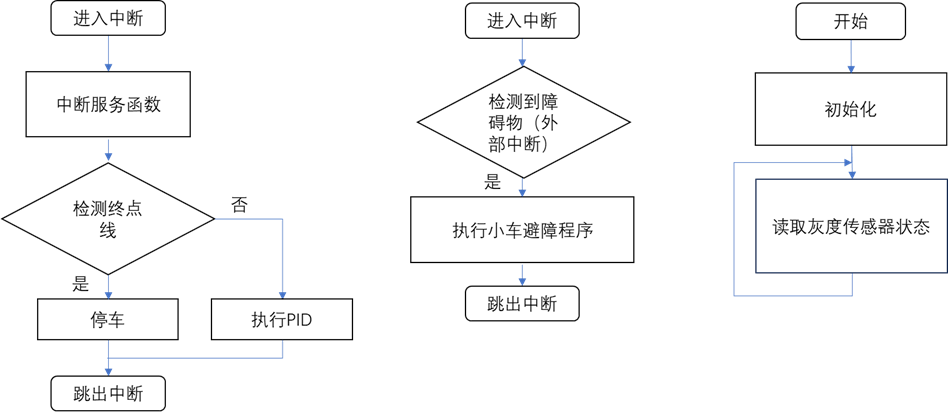 进入中断
中断服务函数
检测终点
线
否
是
停车
执行PID
跳出中断
进入中断
检测到障
碍物（外
部中断）
是
执行小车避障程序
跳出中断
开始
初始化
读取灰度传感器状态